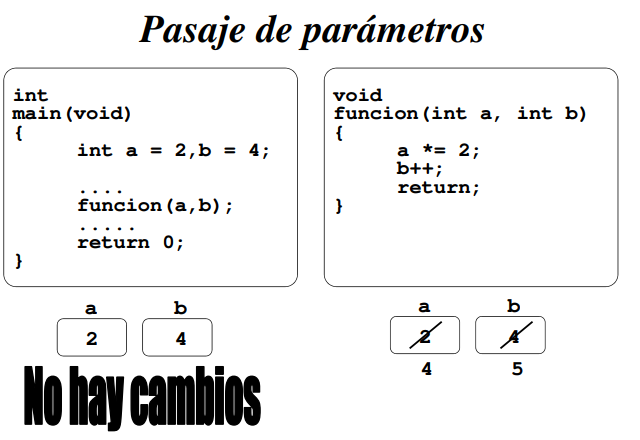 Pasaje de parámetros
int
main(void)
{
int a = 2,b = 4;
....
funcion(a,b);
.....
return 0;
}
void
funcion(int a, int b)
{
a *= 2;
b++;
return;
}
a b
2 4
No hay cambios
a b
2 4
4 5